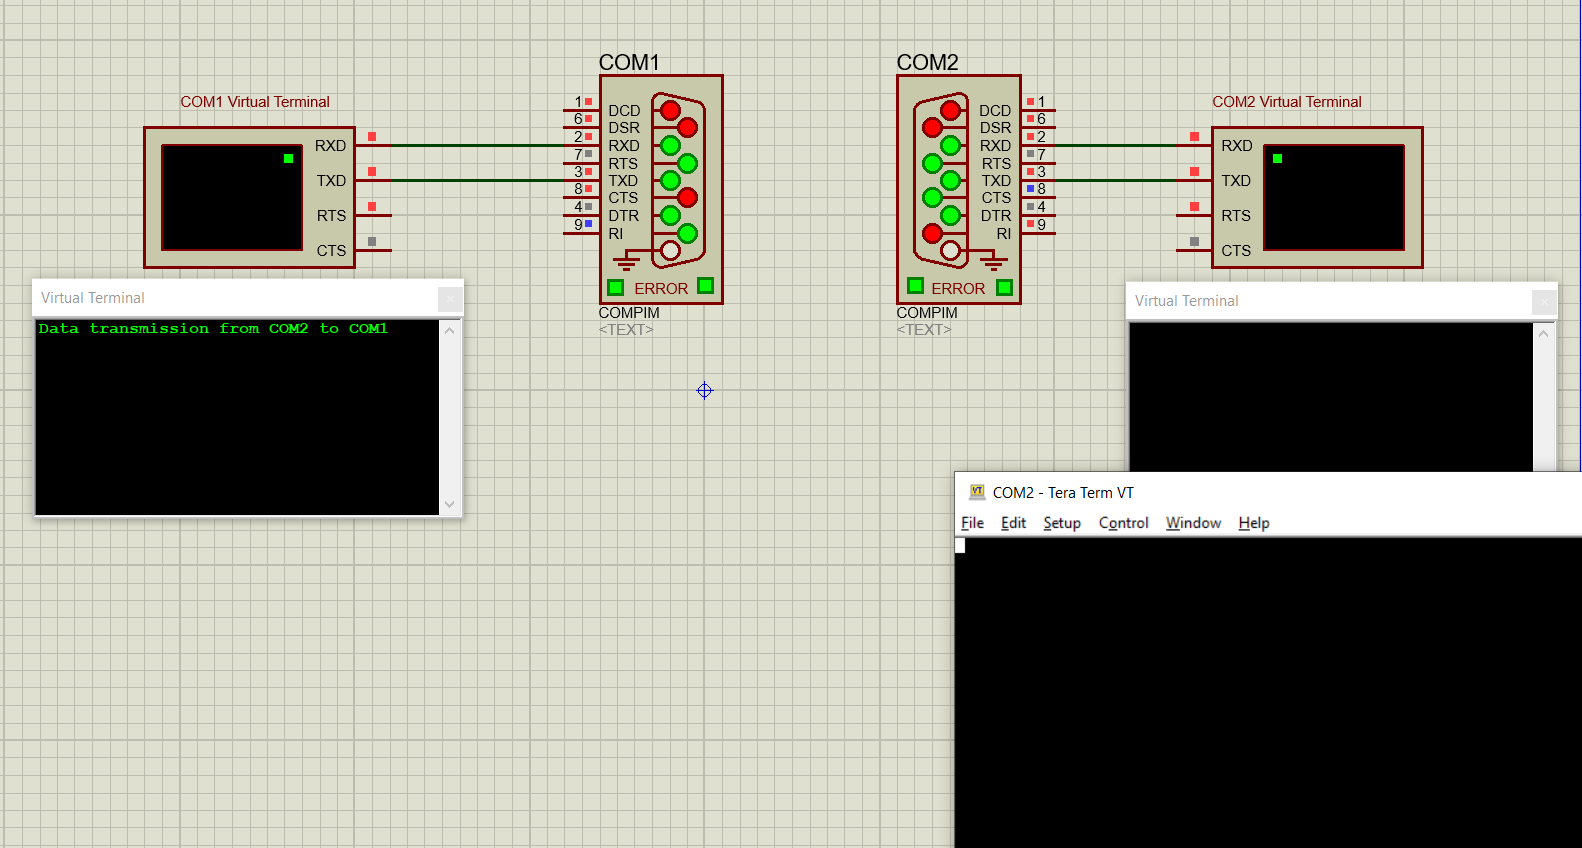 COM1
COM2
COM1 Virtual Terminal
COM2 Virtual Terminal
RXD
TXD
RTS
CTS
1
6
2
7
3
8
4
9
DCD
DSR
RXD
RTS
TXD
CTS
DTR
RI
ERROR
COMPIM
<TEXT>
DCD
DSR
RXD
RTS
TXD
CTS
DTR
RI
1
6
2
7
3
8
4
9
ERROR
COMPIM
<TEXT>
RXD
TXD
RTS
CTS
Virtual Terminal
Data transmission from COM2 to COM1
Virtual Terminal
VT COM2 - Tera Term VT
File Edit Setup Control Window Help